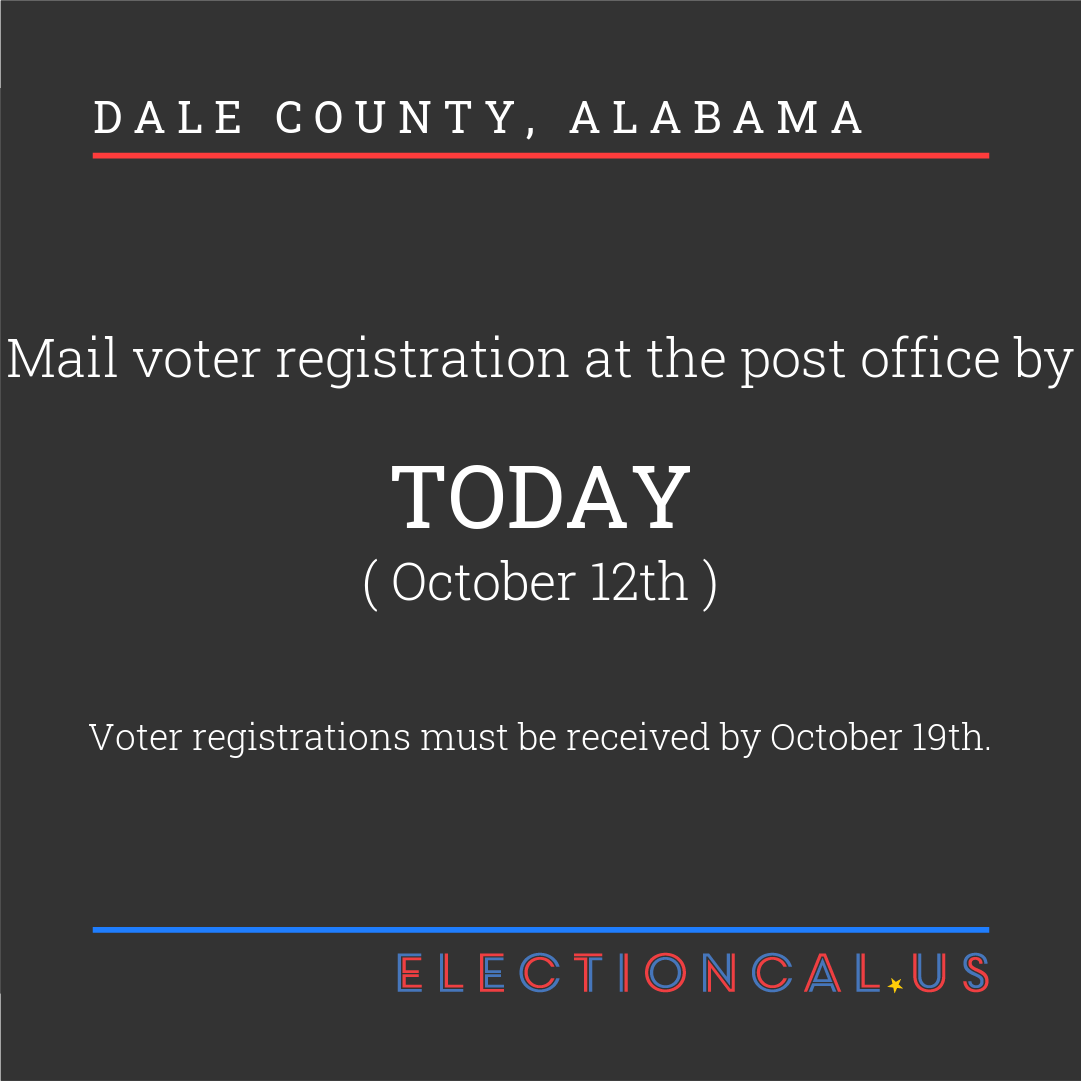 DALE COUNTY, ALABAMA
Mail voter registration at the post office by
TODAY
( October 12th )
Voter registrations must be received by October 19th.
ELECTIONCAL.US